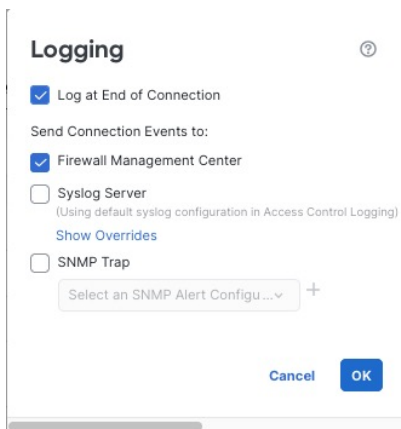 Logging
Log at End of Connection
Send Connection Events to:
Firewall Management Center
Syslog Server
(Using default syslog configuration in Access Control Logging)
Show Overrides
SNMP Trap
Select an SNMP Alert Configu...
Cancel
OK